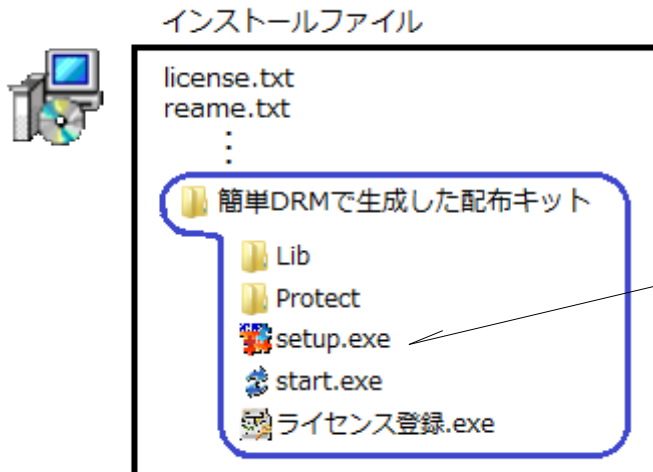 インストールファイル
license.txt
reame.txt
：
簡単DRMで生成した配布キット
Lib
Protect
setup.exe
start.exe
ライセンス登録.exe